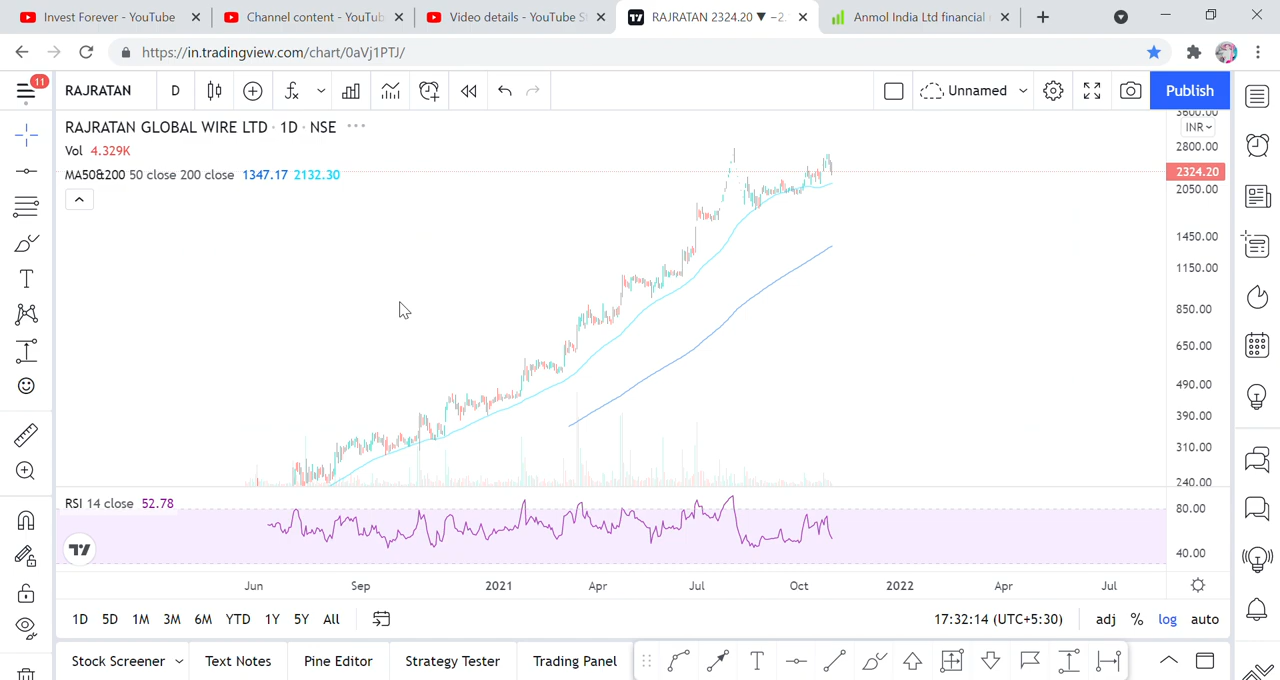 Invest Forever - YouTube
Channel content - YouTub
Video details - YouTube S
RAJRATAN 2324.20 ▼ −2.
Anmol India Ltd financial
https://in.tradingview.com/chart/0aVj1PTJ/
11
RAJRATAN D
Unnamed
Publish
RAJRATAN GLOBAL WIRE LTD · 1D · NSE
Vol 4.329K
MA50&200 50 close 200 close 1347.17 2132.30
3600.00
INR
2800.00
2324.20
2050.00
1450.00
1150.00
850.00
650.00
490.00
390.00
310.00
240.00
RSI 14 close 52.78
80.00
40.00
Jun Sep 2021 Apr Jul Oct 2022 Apr Jul
1D 5D 1M 3M 6M YTD 1Y 5Y All
17:32:14 (UTC+5:30) adj % log auto
Stock Screener Text Notes Pine Editor Strategy Tester Trading Panel